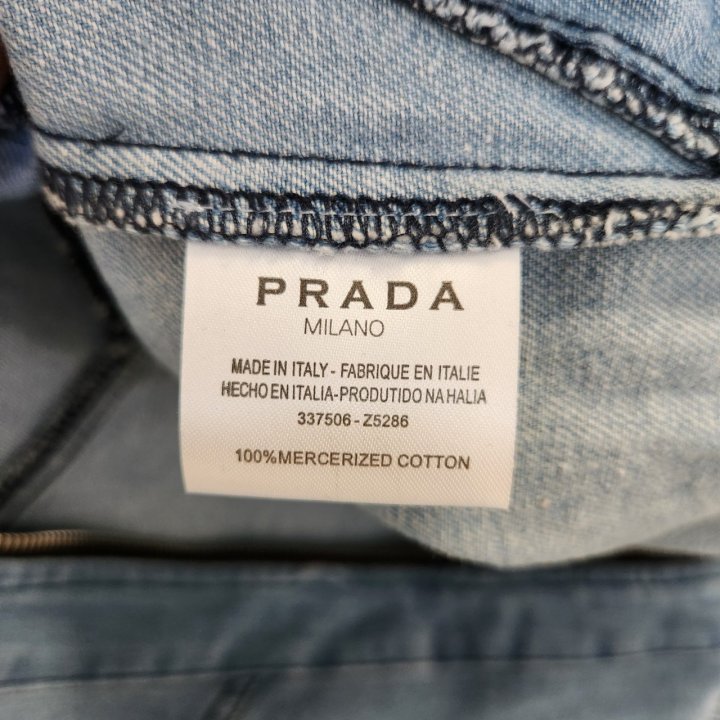 PRADA
MILANO
MADE IN ITALY - FABRIQUE EN ITALIE
HECHO EN ITALIA-PRODUTIDO NA HALIA
337506-Z5286
100%MERCERIZED COTTON